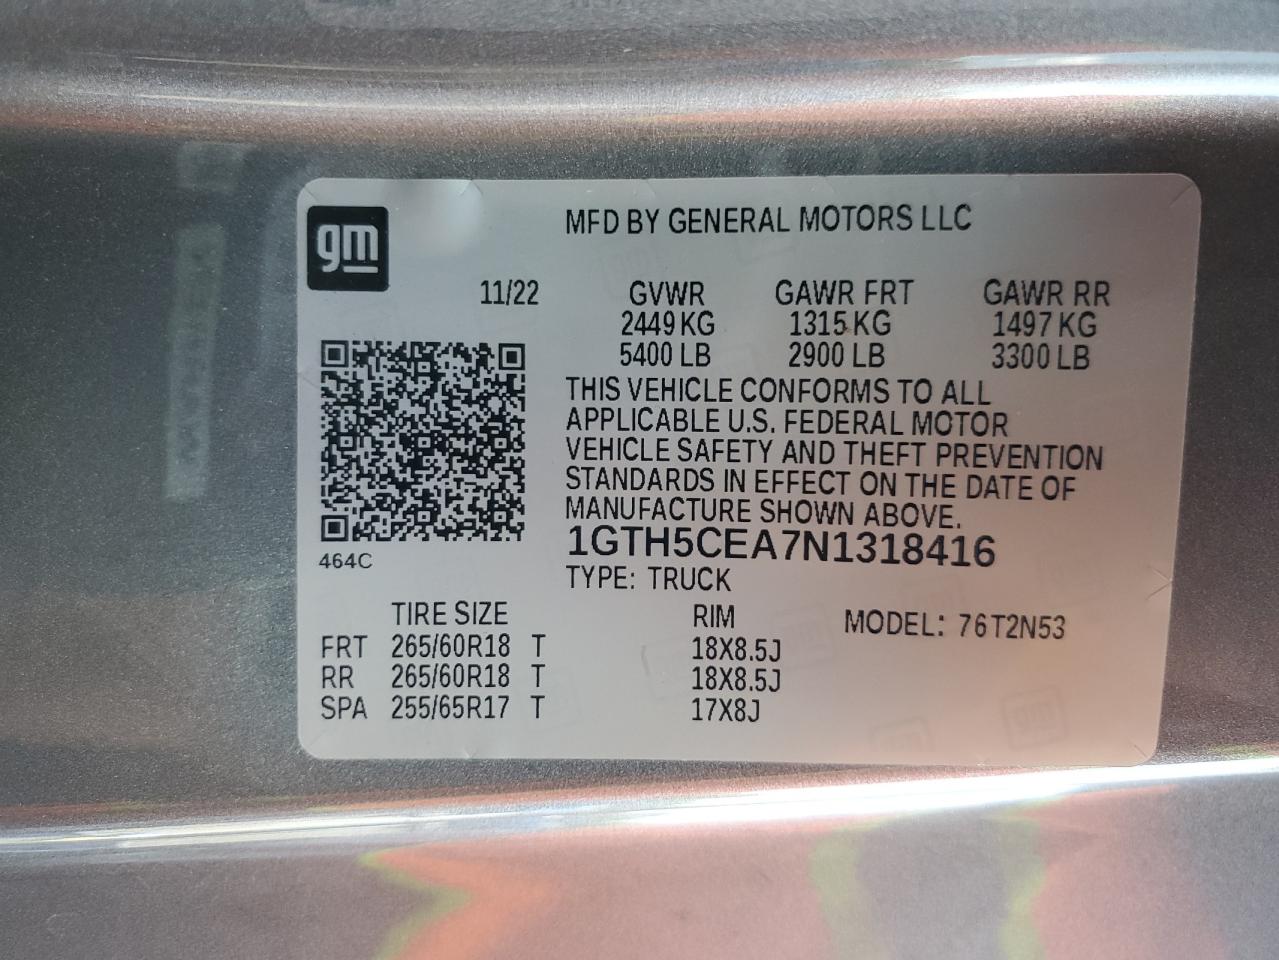 gm
MFD BY GENERAL MOTORS LLC
11/22 GVWR GAWR FRT GAWR RR
2449 KG 1315 KG 1497 KG
5400 LB 2900 LB 3300 LB
THIS VEHICLE CONFORMS TO ALL
APPLICABLE U.S. FEDERAL MOTOR
VEHICLE SAFETY AND THEFT PREVENTION
STANDARDS IN EFFECT ON THE DATE OF
MANUFACTURE SHOWN ABOVE.
1GTH5CEA7N1318416
464C
TYPE: TRUCK
TIRE SIZE RIM MODEL: 76T2N53
FRT 265/60R18 T 18X8.5J
RR 265/60R18 T 18X8.5J
SPA 255/65R17 T 17X8J